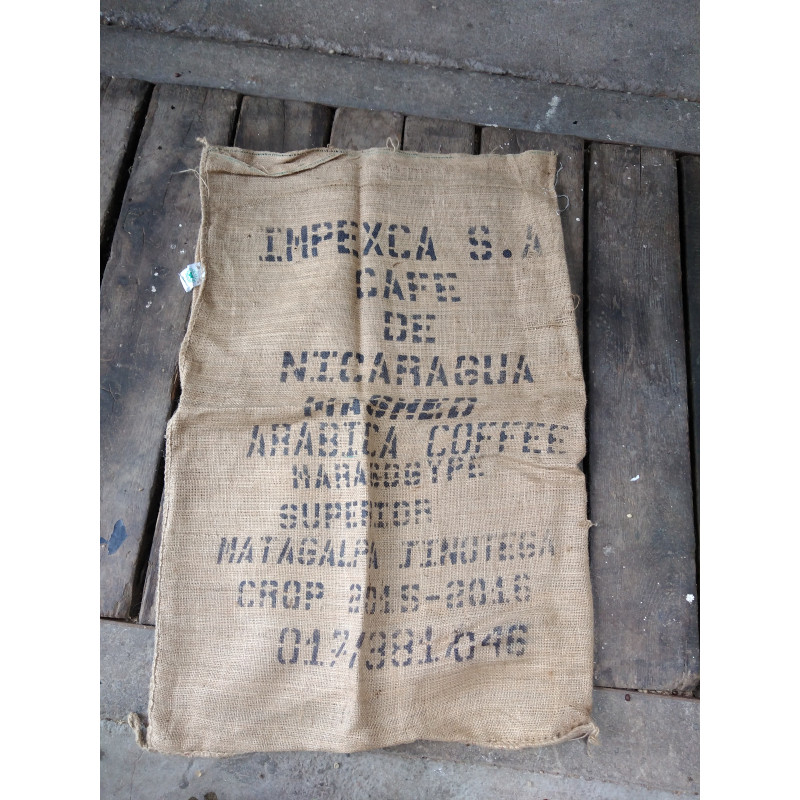 IMPEXCA S.A
CAFE
DE
NICARAGUA
WASHED
ARABICA COFFEE
MARAGOGYPE
SUPERIOR
MATAGALPA JINOTEGA
CROP 2015-2016
017/381/046